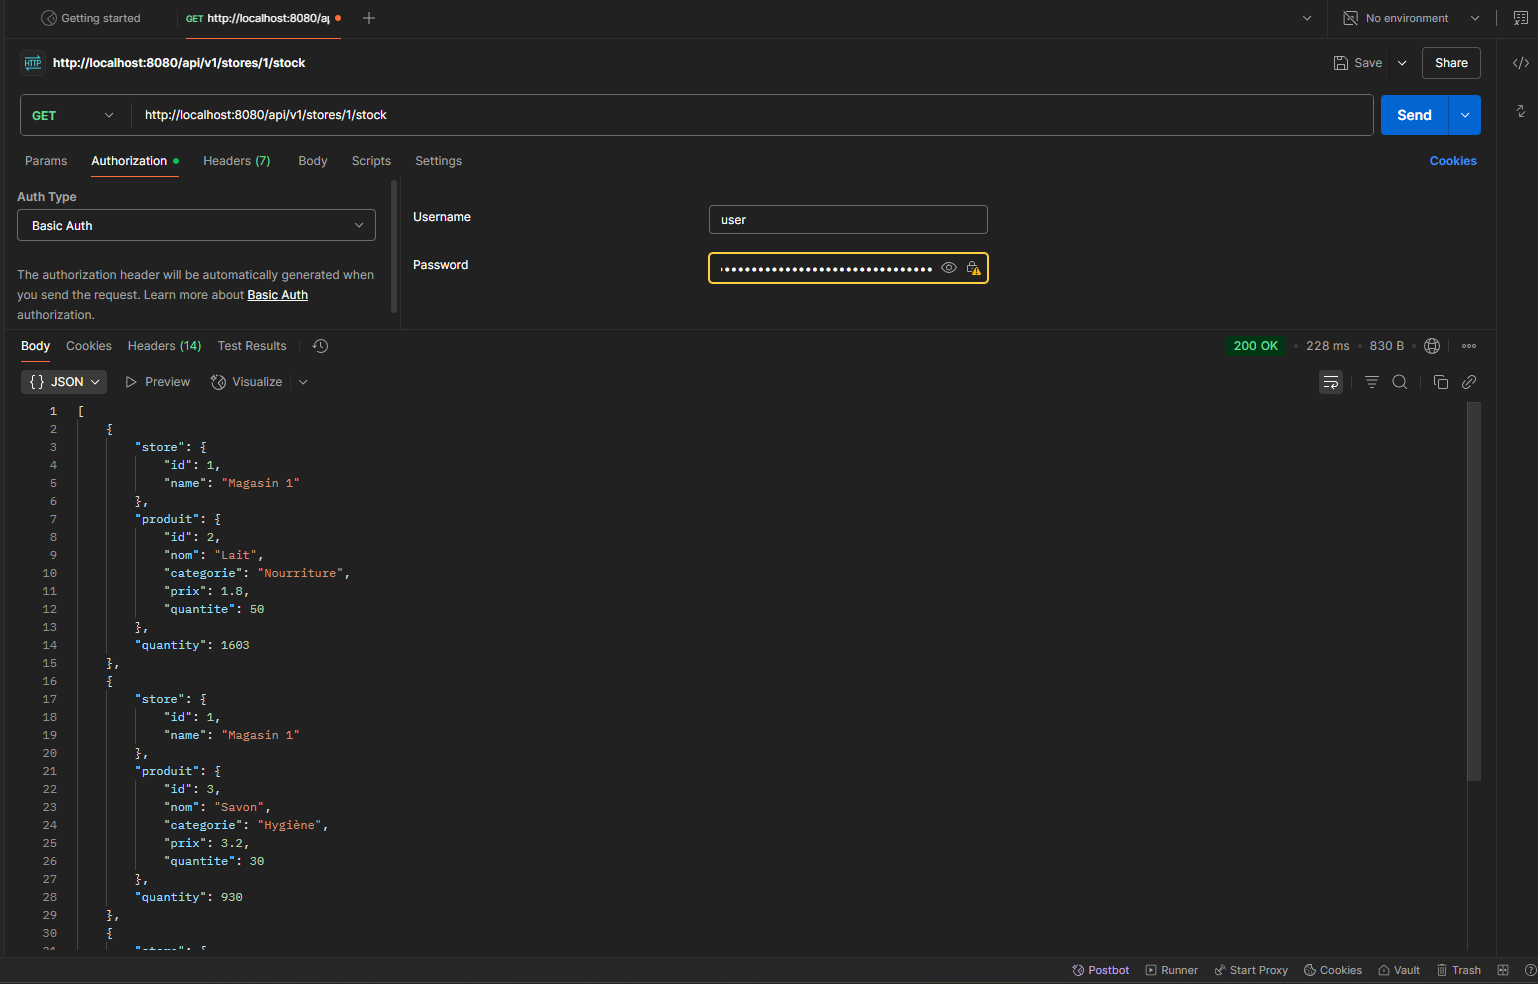 Getting started
GET http://localhost:8080/ap
No environment
HTTP http://localhost:8080/api/v1/stores/1/stock
Save
Share
GET
http://localhost:8080/api/v1/stores/1/stock
Send
Params Authorization Headers (7) Body Scripts Settings
Cookies
Auth Type
Basic Auth
The authorization header will be automatically generated when
you send the request. Learn more about Basic Auth
authorization.
Username
user
Password
Body Cookies Headers (14) Test Results
200 OK 228 ms 830 B
{} JSON Preview Visualize
1 [
2 {
3 "store": {
4 "id": 1,
5 "name": "Magasin 1"
6 },
7 "produit": {
8 "id": 2,
9 "nom": "Lait",
10 "categorie": "Nourriture",
11 "prix": 1.8,
12 "quantite": 50
13 },
14 "quantity": 1603
15 },
16 {
17 "store": {
18 "id": 1,
19 "name": "Magasin 1"
20 },
21 "produit": {
22 "id": 3,
23 "nom": "Savon",
24 "categorie": "Hygiène",
25 "prix": 3.2,
26 "quantite": 30
27 },
28 "quantity": 930
29 },
30 {
31 "store": {
Postbot Runner Start Proxy Cookies Vault Trash